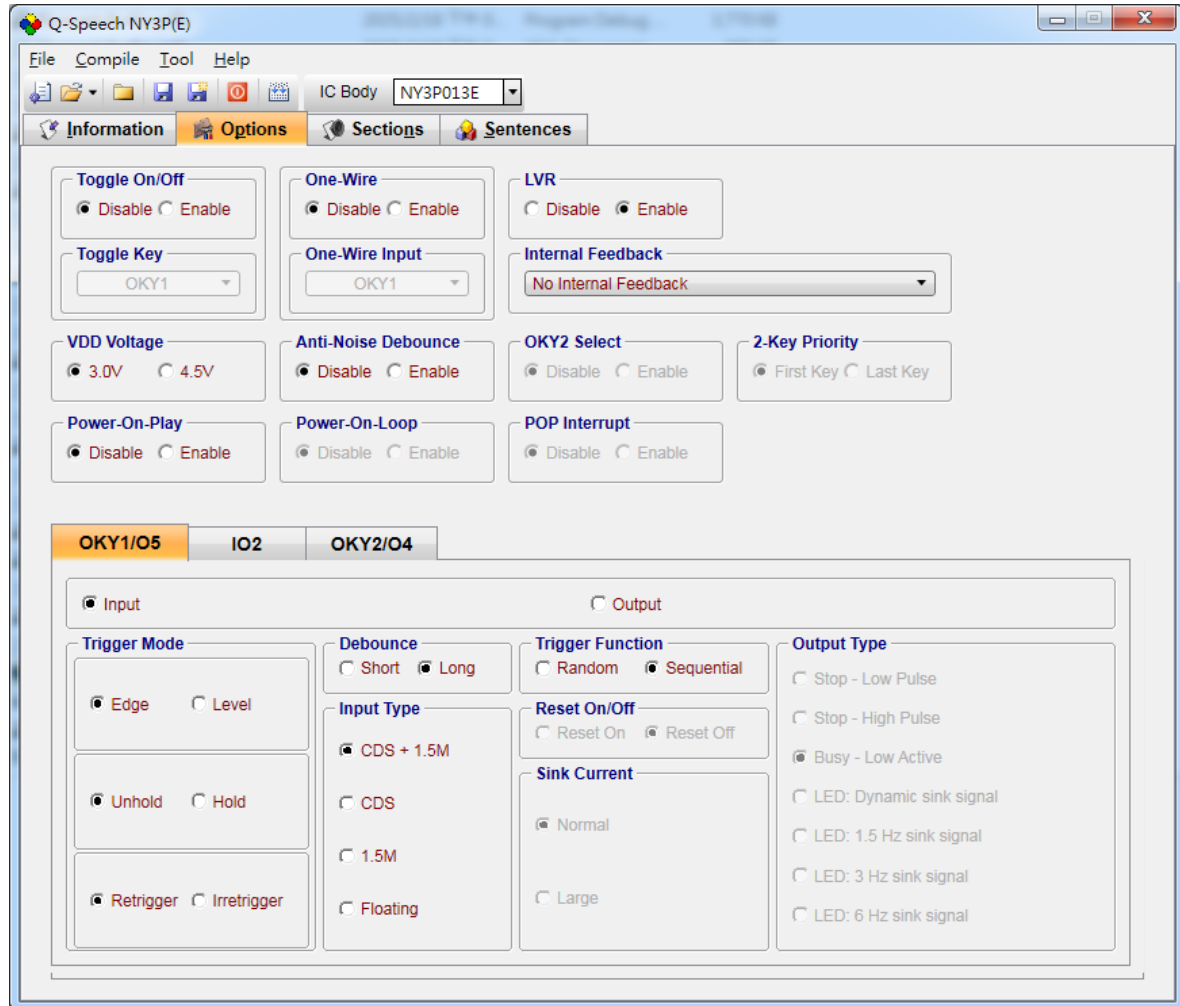 Q-Speech NY3P(E)
File Compile Tool Help
IC Body NY3P013E
Information Options Sections Sentences
Toggle On/Off One-Wire LVR
Disable Enable Disable Enable Disable Enable
Toggle Key One-Wire Input Internal Feedback
OKY1 OKY1 No Internal Feedback
VDD Voltage Anti-Noise Debounce OKY2 Select 2-Key Priority
3.0V 4.5V Disable Enable Disable Enable First Key Last Key
Power-On-Play Power-On-Loop POP Interrupt
Disable Enable Disable Enable Disable Enable
OKY1/O5 IO2 OKY2/O4
Input Output
Trigger Mode Debounce Trigger Function Output Type
Short Long Random Sequential
Stop - Low Pulse
Edge Level Input Type Reset On/Off
Stop - High Pulse
Reset On Reset Off
CDS + 1.5M Busy - Low Active
Sink Current
Unhold Hold CDS LED: Dynamic sink signal
Normal
LED: 1.5 Hz sink signal
1.5M
LED: 3 Hz sink signal
Retrigger Irretrigger Large
Floating LED: 6 Hz sink signal